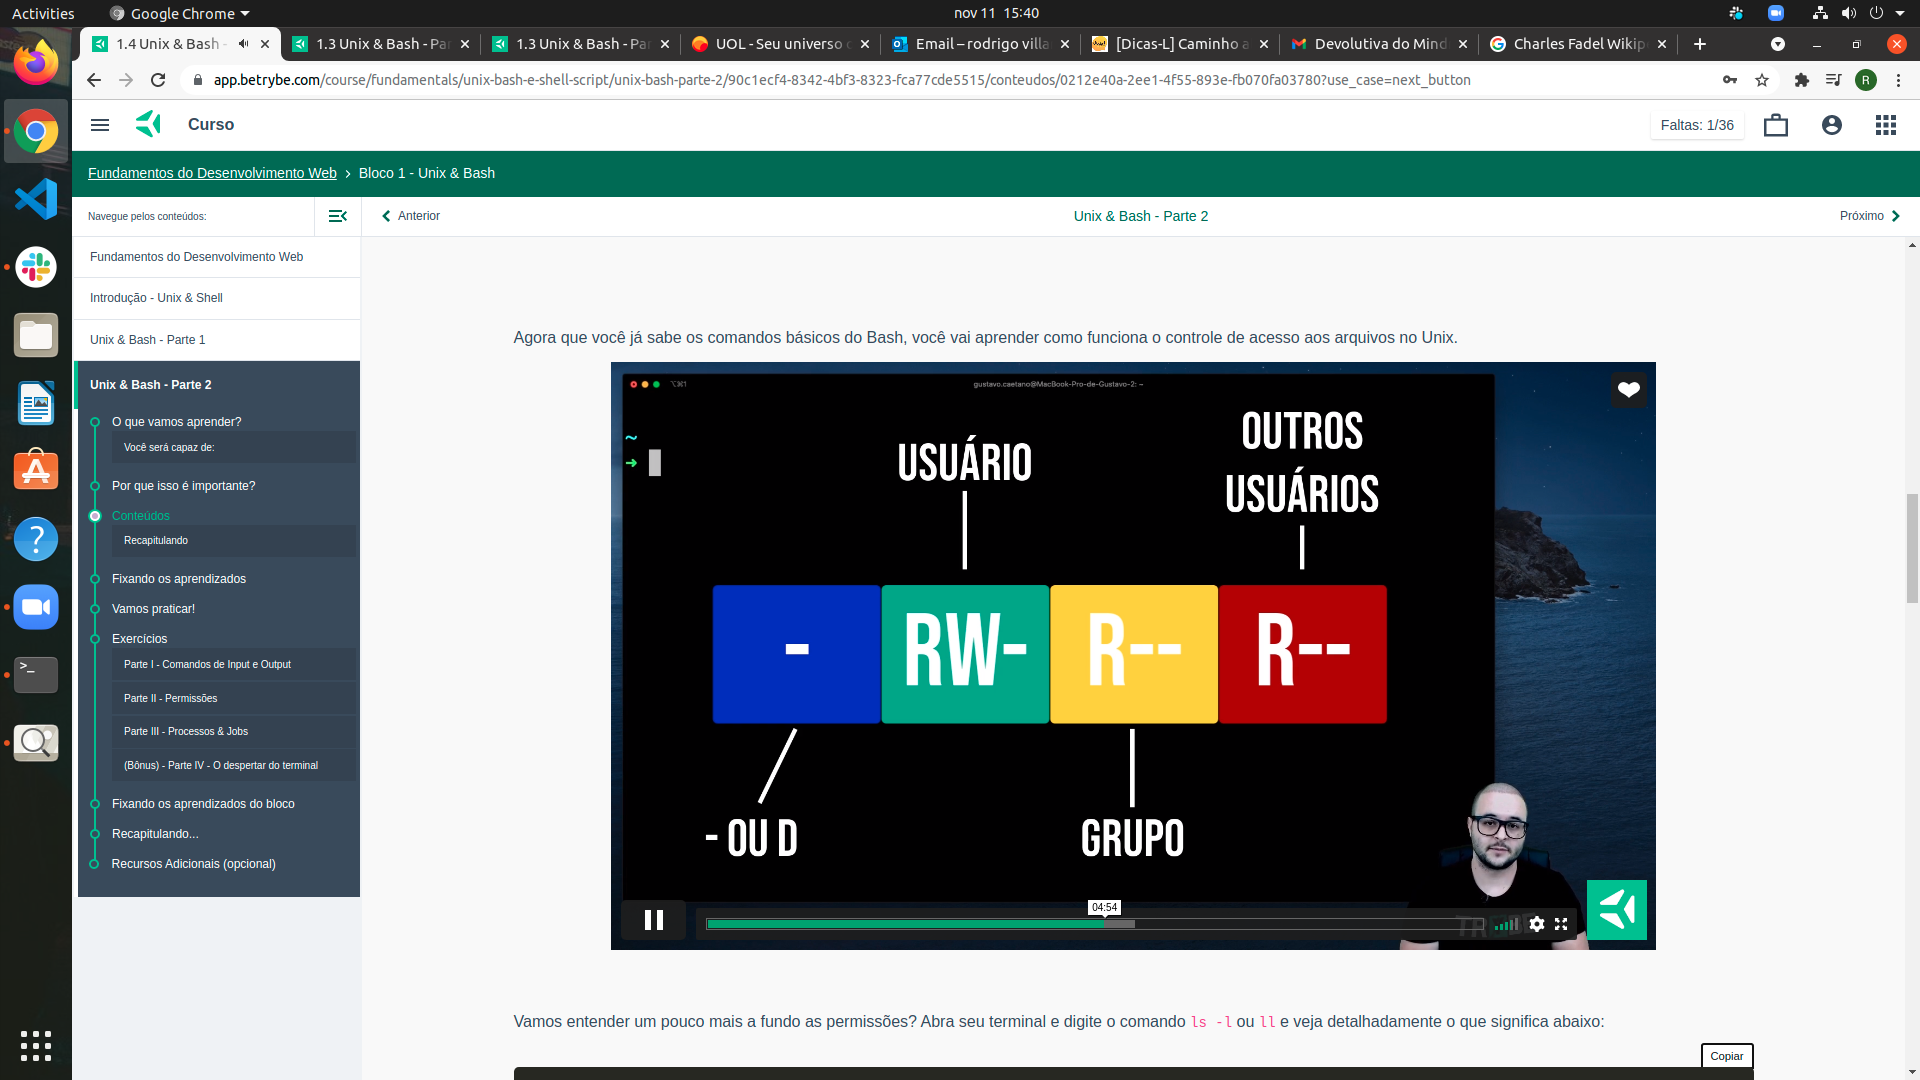 Activities
Google Chrome
nov 11 15:40
1.4 Unix & Bash -
1.3 Unix & Bash - Par
1.3 Unix & Bash - Par
UOL - Seu universo
Email – rodrigo villa
[Dicas-L] Caminho a
Devolutiva do Mind
Charles Fadel Wikip
app.betrybe.com/course/fundamentals/unix-bash-e-shell-script/unix-bash-parte-2/90c1ecf4-8342-4bf3-8323-fca77cde5515/conteudos/0212e40a-2ee1-4f55-893e-fb070fa03780?use_case=next_button
R
Curso
Faltas: 1/36
Fundamentos do Desenvolvimento Web > Bloco 1 - Unix & Bash
Navegue pelos conteúdos:
Anterior
Unix & Bash - Parte 2
Próximo
Fundamentos do Desenvolvimento Web
Introdução - Unix & Shell
Unix & Bash - Parte 1
Unix & Bash - Parte 2
O que vamos aprender?
Você será capaz de:
Por que isso é importante?
Conteúdos
Recapitulando
Fixando os aprendizados
Vamos praticar!
Exercícios
Parte I - Comandos de Input e Output
Parte II - Permissões
Parte III - Processos & Jobs
(Bônus) - Parte IV - O despertar do terminal
Fixando os aprendizados do bloco
Recapitulando...
Recursos Adicionais (opcional)
Agora que você já sabe os comandos básicos do Bash, você vai aprender como funciona o controle de acesso aos arquivos no Unix.
⌥⌘1
gustavo.caetano@MacBook-Pro-de-Gustavo-2: ~
~
➜
USUÁRIO
OUTROS
USUÁRIOS
-
RW-
R--
R--
- OU D
GRUPO
04:54
Vamos entender um pouco mais a fundo as permissões? Abra seu terminal e digite o comando ls -l ou ll e veja detalhadamente o que significa abaixo:
Copiar